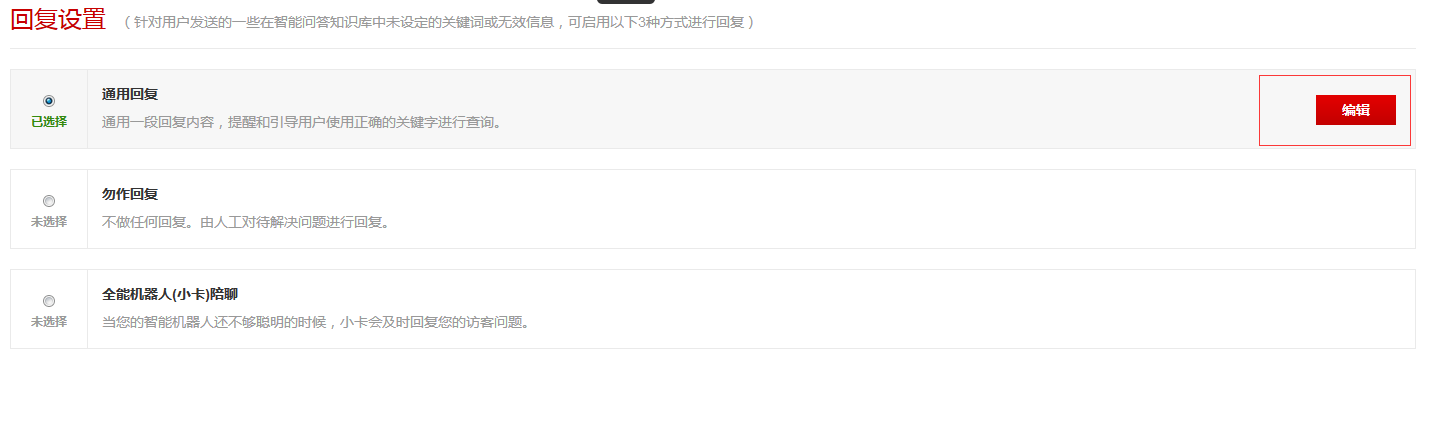 回复设置 （针对用户发送的一些在智能问答知识库中未设定的关键词或无效信息，可启用以下3种方式进行回复）
通用回复
已选择
通用一段回复内容，提醒和引导用户使用正确的关键字进行查询。
编辑
勿作回复
未选择
不做任何回复。由人工对待解决问题进行回复。
全能机器人(小卡)陪聊
未选择
当您的智能机器人还不够聪明的时候，小卡会及时回复您的访客问题。